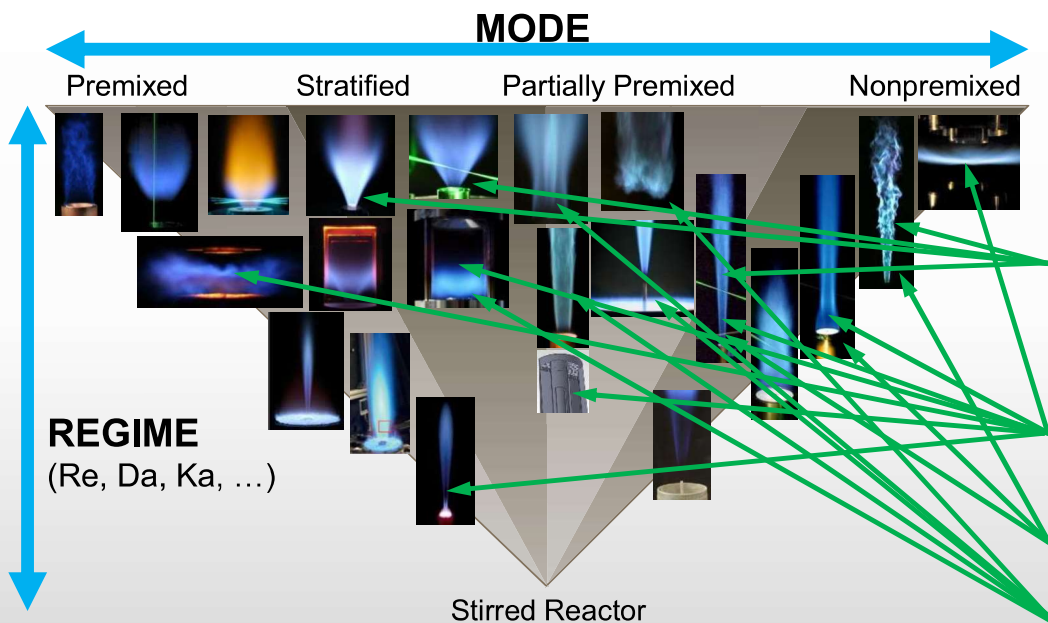 MODE
Premixed
Stratified
Partially Premixed
Nonpremixed
REGIME
(Re, Da, Ka, …)
Stirred Reactor